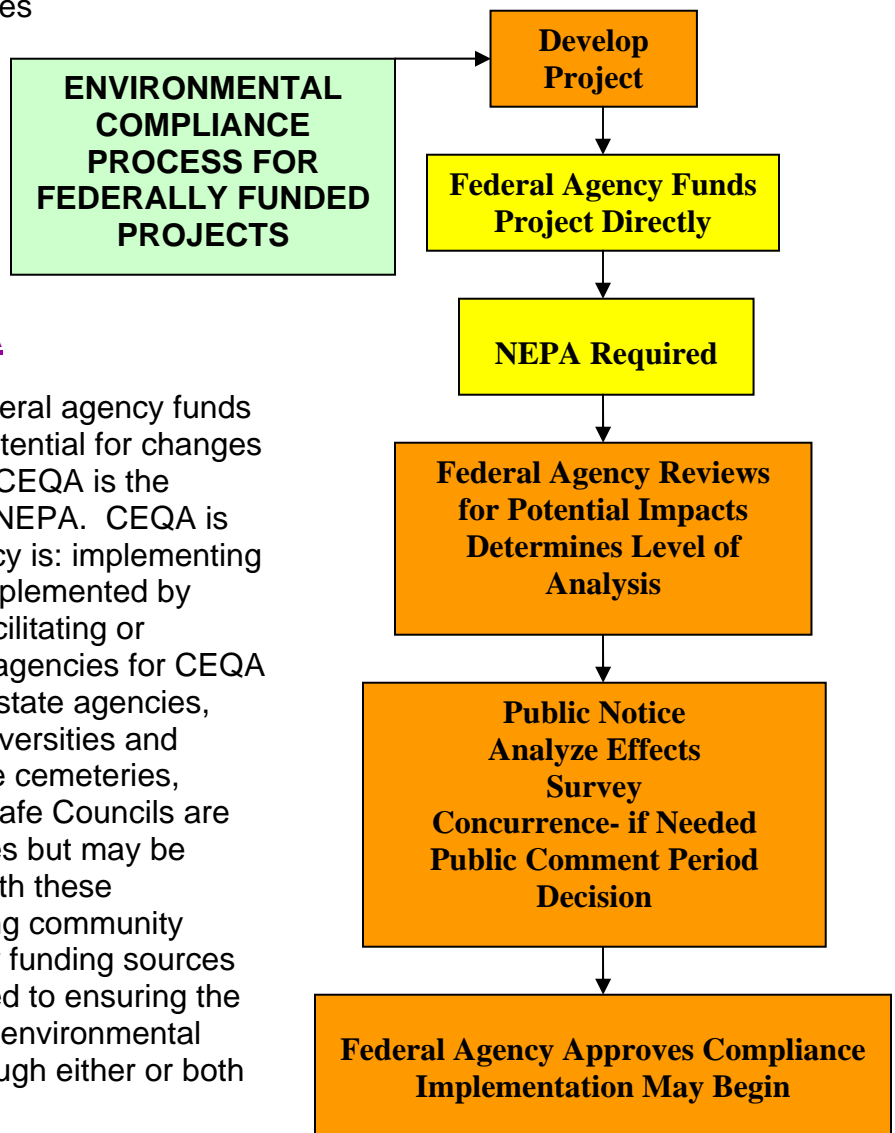 es
ENVIRONMENTAL
COMPLIANCE
PROCESS FOR
FEDERALLY FUNDED
PROJECTS
Develop
Project
Federal Agency Funds
Project Directly
NEPA Required
Federal Agency Reviews
for Potential Impacts
Determines Level of
Analysis
Public Notice
Analyze Effects
Survey
Concurrence- if Needed
Public Comment Period
Decision
Federal Agency Approves Compliance
Implementation May Begin
eral agency funds
tential for changes
CEQA is the
NEPA. CEQA is
cy is: implementing
plemented by
cilitating or
agencies for CEQA
state agencies,
versities and
e cemeteries,
afe Councils are
es but may be
th these
ng community
funding sources
ed to ensuring the
environmental
ugh either or both